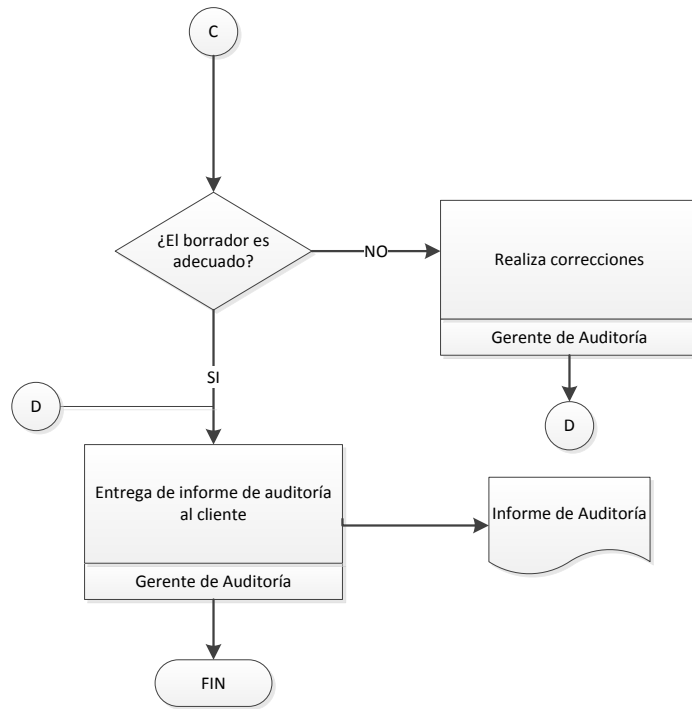 C
¿El borrador es
adecuado?
NO
Realiza correcciones
Gerente de Auditoría
SI
D
D
Entrega de informe de auditoría
al cliente
Informe de Auditoría
Gerente de Auditoría
FIN